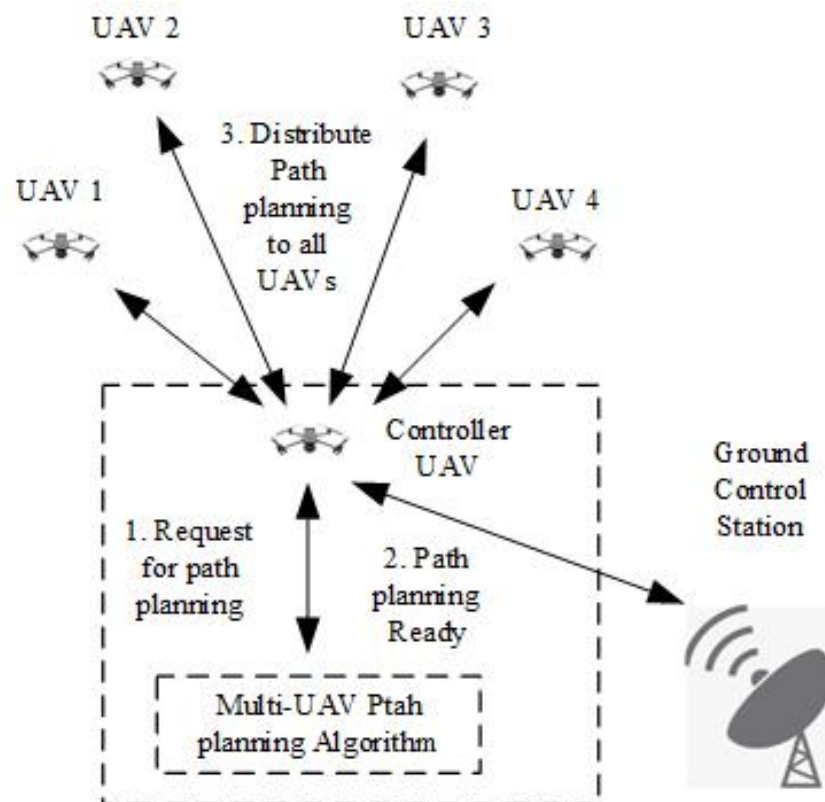 UAV 2
UAV 3
3. Distribute
Path
planning
to all
UAVs
UAV 1
UAV 4
Controller
UAV
Ground
Control
Station
1. Request
for path
planning
2. Path
planning
Ready
Multi-UAV Ptah
planning Algorithm